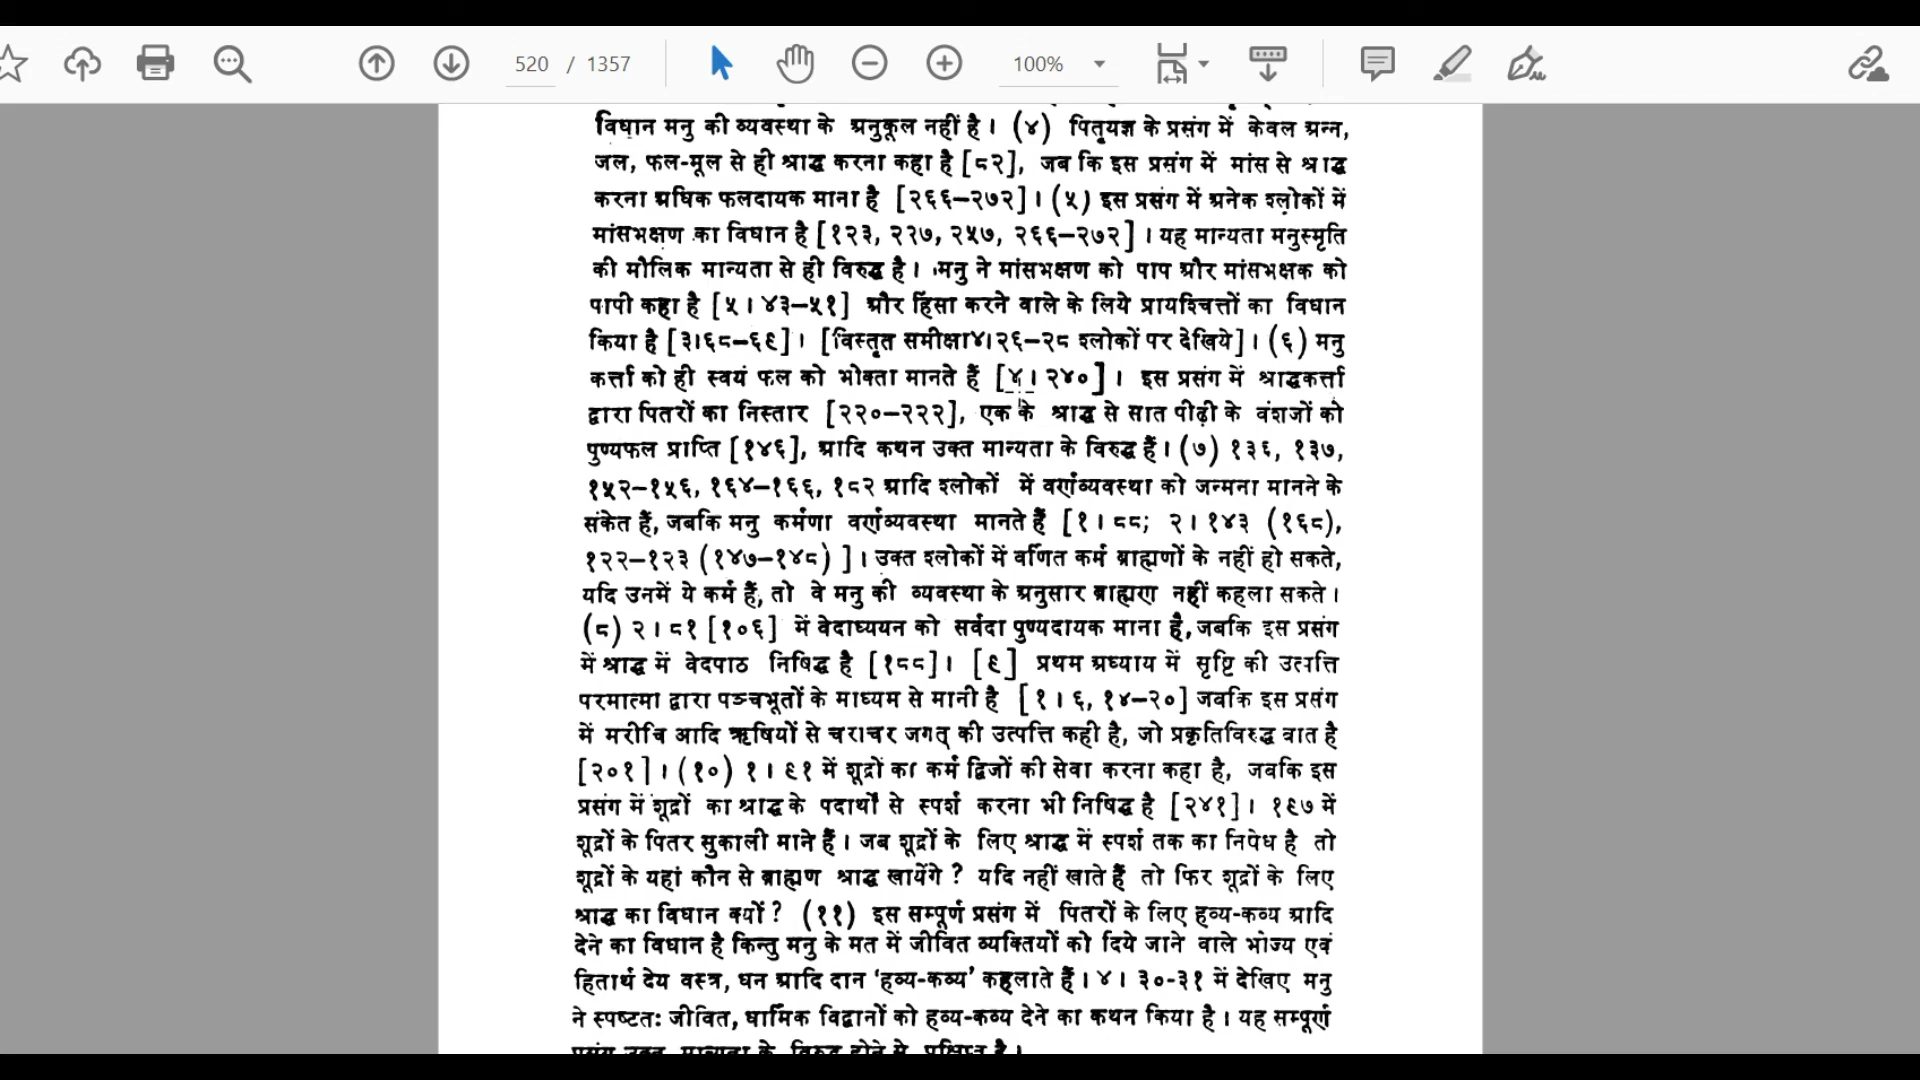 520 / 1357
100%
विधान मनु की व्यवस्था के अनुकूल नहीं है। (४) पितृयज्ञ के प्रसंग में केवल अन्न,
जल, फल-मूल से ही श्राद्ध करना कहा है [८२], जब कि इस प्रसंग में मांस से श्राद्ध
करना अधिक फलदायक माना है [२६६–२७२]। (५) इस प्रसंग में अनेक श्लोकों में
मांसभक्षण का विधान है [१२३, २२७, २५७, २६६–२७२]। यह मान्यता मनुस्मृति
की मौलिक मान्यता से ही विरुद्ध है। मनु ने मांसभक्षण को पाप और मांसभक्षक को
पापी कहा है [५।४३–५१] और हिंसा करने वाले के लिये प्रायश्चित्तों का विधान
किया है [३।६८–६९]। [विस्तृत समीक्षा४।२६–२८ श्लोकों पर देखिये]। (६) मनु
कर्त्ता को ही स्वयं फल को भोक्ता मानते हैं [४।२४०]। इस प्रसंग में श्राद्धकर्त्ता
द्वारा पितरों का निस्तार [२२०–२२२], एक के श्राद्ध से सात पीढ़ी के वंशजों को
पुण्यफल प्राप्ति [१४६], आदि कथन उक्त मान्यता के विरुद्ध हैं। (७) १३६, १३७,
१५२–१५६, १६४–१६६, १८२ आदि श्लोकों में वर्णव्यवस्था को जन्मना मानने के
संकेत हैं, जबकि मनु कर्मणा वर्णव्यवस्था मानते हैं [१।८८; २।१४३ (१६८),
१२२–१२३ (१४७–१४८)]। उक्त श्लोकों में वर्णित कर्म ब्राह्मणों के नहीं हो सकते,
यदि उनमें ये कर्म हैं, तो वे मनु की व्यवस्था के अनुसार ब्राह्मण नहीं कहला सकते।
(८) २।८१ [१०६] में वेदाध्ययन को सर्वदा पुण्यदायक माना है, जबकि इस प्रसंग
में श्राद्ध में वेदपाठ निषिद्ध है [१८८]। [९] प्रथम अध्याय में सृष्टि की उत्पत्ति
परमात्मा द्वारा पञ्चभूतों के माध्यम से मानी है [१।६, १४–२०] जबकि इस प्रसंग
में मरीचि आदि ऋषियों से चराचर जगत् की उत्पत्ति कही है, जो प्रकृतिविरुद्ध बात है
[२०१]। (१०) १।९१ में शूद्रों का कर्म द्विजों की सेवा करना कहा है, जबकि इस
प्रसंग में शूद्रों का श्राद्ध के पदार्थों से स्पर्श करना भी निषिद्ध है [२४१]। १९७ में
शूद्रों के पितर सुकाली माने हैं। जब शूद्रों के लिए श्राद्ध में स्पर्श तक का निषेध है तो
शूद्रों के यहां कौन से ब्राह्मण श्राद्ध खायेंगे? यदि नहीं खाते हैं तो फिर शूद्रों के लिए
श्राद्ध का विधान क्यों? (११) इस सम्पूर्ण प्रसंग में पितरों के लिए हव्य-कव्य आदि
देने का विधान है किन्तु मनु के मत में जीवित व्यक्तियों को दिये जाने वाले भोज्य एवं
हितार्थ देय वस्त्र, धन आदि दान ‘हव्य-कव्य’ कहलाते हैं। ४।३०-३१ में देखिए मनु
ने स्पष्टतः जीवित, धार्मिक विद्वानों को हव्य-कव्य देने का कथन किया है। यह सम्पूर्ण
प्रसंग उक्त मान्यता के विरुद्ध होने से प्रक्षिप्त है।